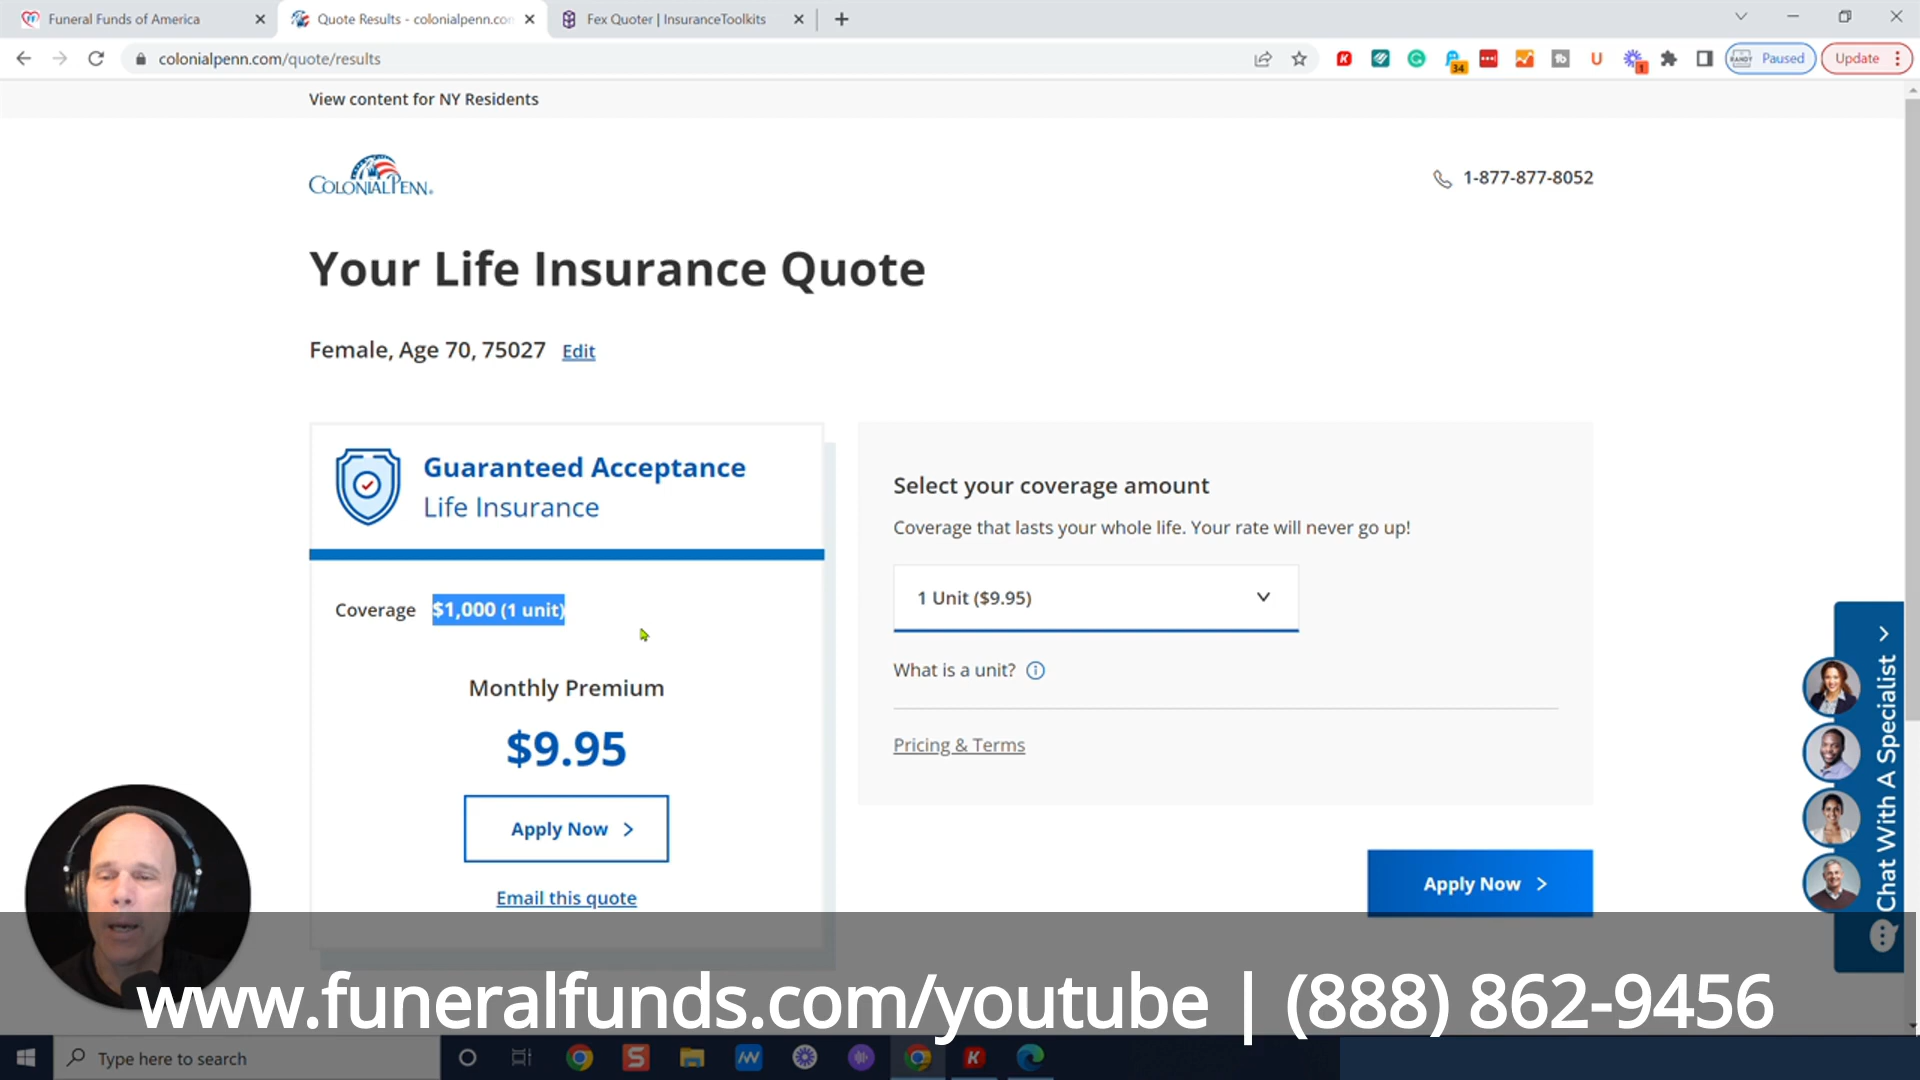 Funeral Funds of America
Quote Results - colonialpenn.com
Fex Quoter | InsuranceToolkits
colonialpenn.com/quote/results
34
1
Paused
Update
View content for NY Residents
COLONIAL PENN®
1-877-877-8052
Your Life Insurance Quote
Female, Age 70, 75027 Edit
Guaranteed Acceptance
Life Insurance
Coverage $1,000 (1 unit)
Monthly Premium
$9.95
Apply Now
Email this quote
Select your coverage amount
Coverage that lasts your whole life. Your rate will never go up!
1 Unit ($9.95)
What is a unit?
Pricing & Terms
Apply Now
Chat With A Specialist
www.funeralfunds.com/youtube | (888) 862-9456
Type here to search